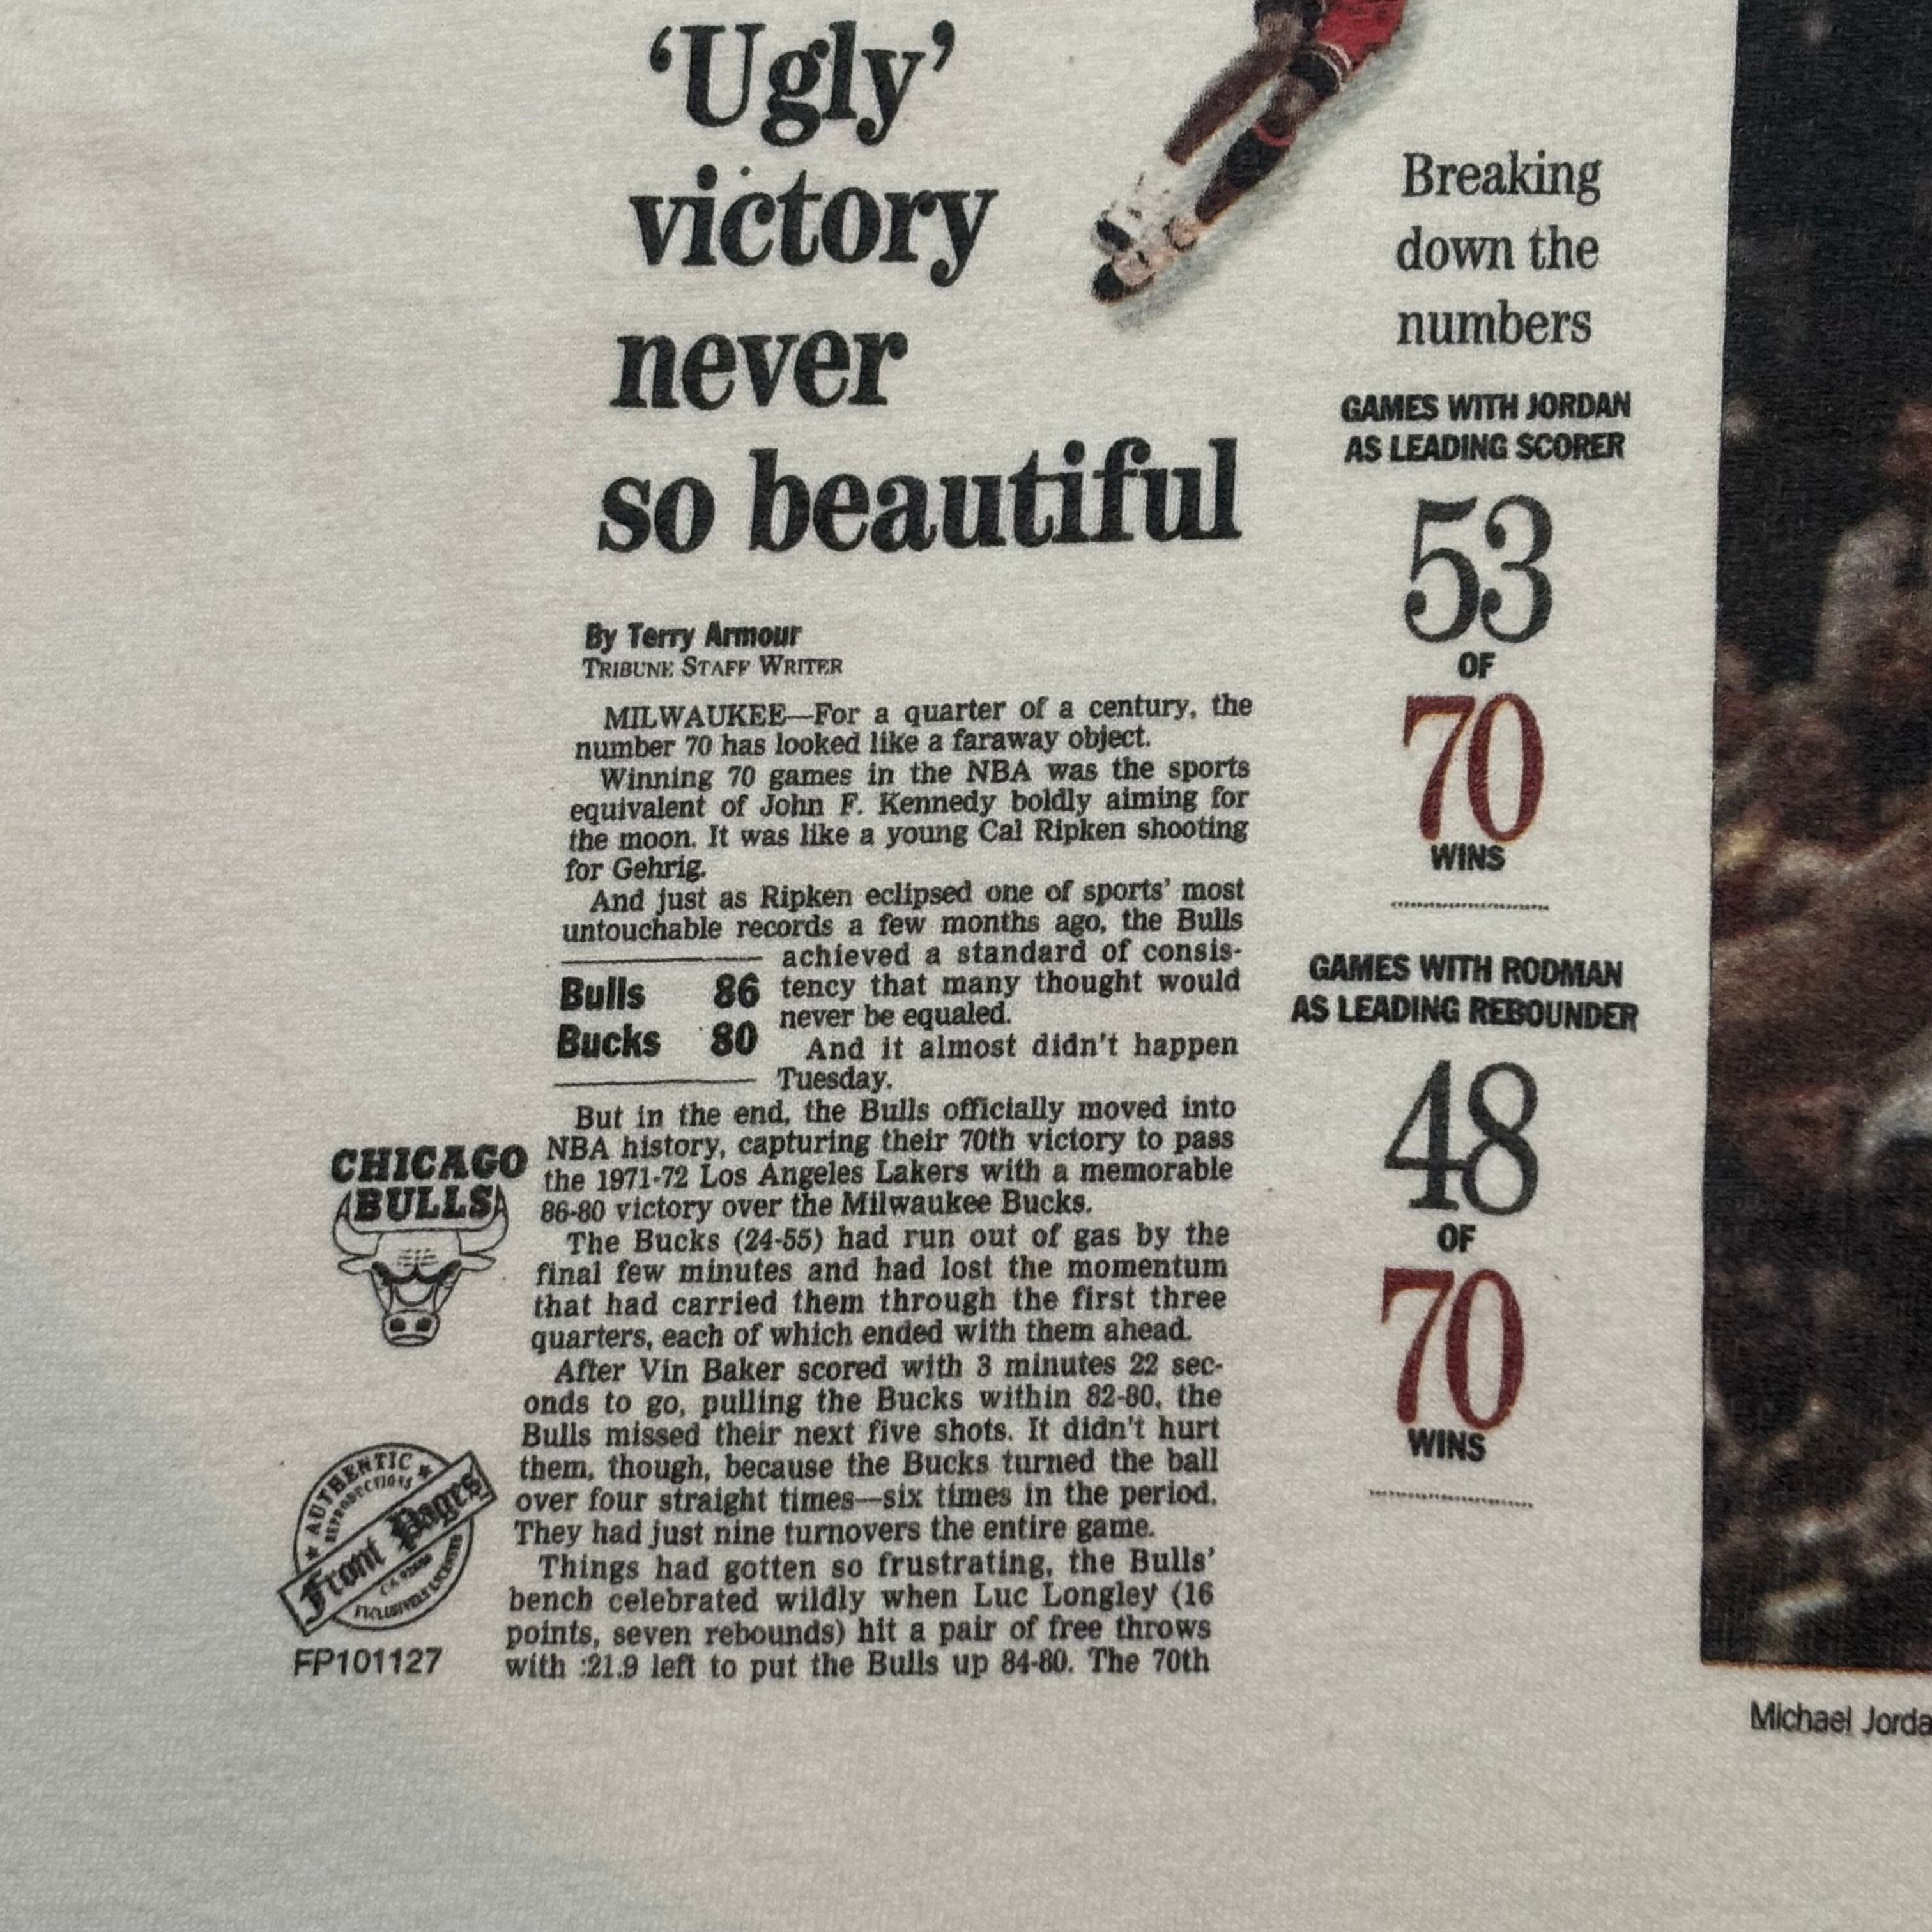 ‘Ugly’
victory
never
so beautiful
By Terry Armour
TRIBUNE STAFF WRITER
MILWAUKEE—For a quarter of a century, the
number 70 has looked like a faraway object.
Winning 70 games in the NBA was the sports
equivalent of John F. Kennedy boldly aiming for
the moon. It was like a young Cal Ripken shooting
for Gehrig.
And just as Ripken eclipsed one of sports’ most
untouchable records a few months ago, the Bulls
achieved a standard of consis-
tency that many thought would
never be equaled.
And it almost didn't happen
Tuesday.
Bulls 86
Bucks 80
But in the end, the Bulls officially moved into
NBA history, capturing their 70th victory to pass
the 1971-72 Los Angeles Lakers with a memorable
86-80 victory over the Milwaukee Bucks.
The Bucks (24-55) had run out of gas by the
final few minutes and had lost the momentum
that had carried them through the first three
quarters, each of which ended with them ahead.
After Vin Baker scored with 3 minutes 22 sec-
onds to go, pulling the Bucks within 82-80, the
Bulls missed their next five shots. It didn't hurt
them, though, because the Bucks turned the ball
over four straight times—six times in the period.
They had just nine turnovers the entire game.
Things had gotten so frustrating, the Bulls’
bench celebrated wildly when Luc Longley (16
points, seven rebounds) hit a pair of free throws
with :21.9 left to put the Bulls up 84-80. The 70th
CHICAGO
BULLS
AUTHENTIC
REPRODUCTIONS
Front Pages
EXCLUSIVELY LICENSED
FP101127
Breaking
down the
numbers
GAMES WITH JORDAN
AS LEADING SCORER
53
OF
70
WINS
GAMES WITH RODMAN
AS LEADING REBOUNDER
48
OF
70
WINS
Michael Jorda